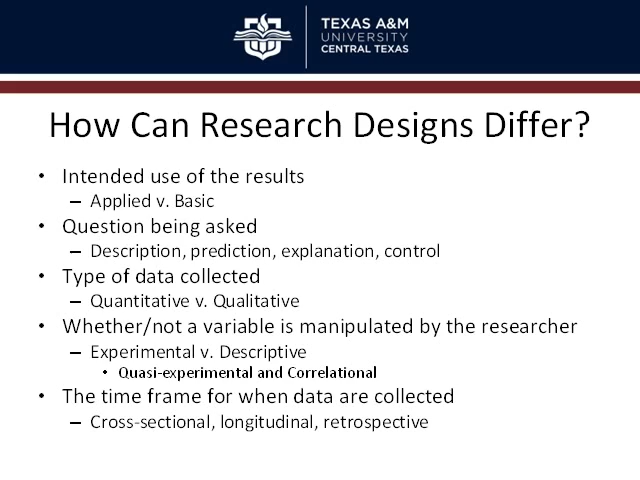 TEXAS A&M
UNIVERSITY
CENTRAL TEXAS
How Can Research Designs Differ?
• Intended use of the results
– Applied v. Basic
• Question being asked
– Description, prediction, explanation, control
• Type of data collected
– Quantitative v. Qualitative
• Whether/not a variable is manipulated by the researcher
– Experimental v. Descriptive
• Quasi-experimental and Correlational
• The time frame for when data are collected
– Cross-sectional, longitudinal, retrospective